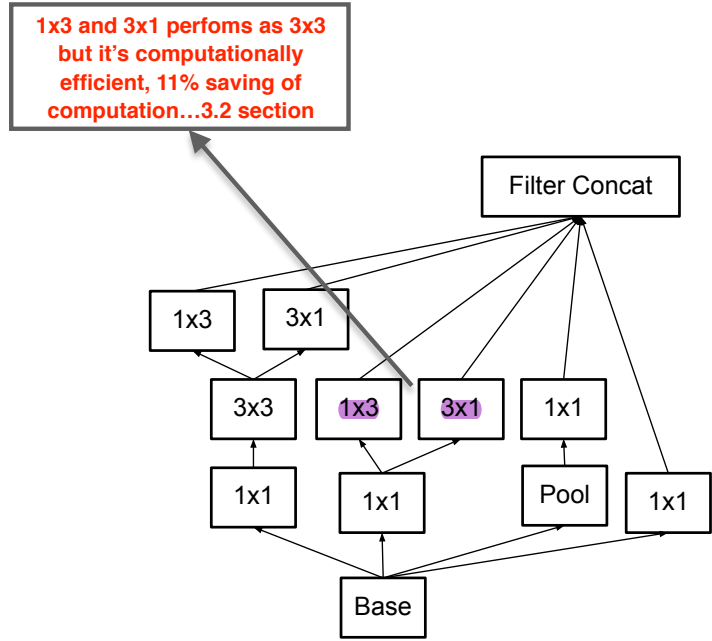 1x3 and 3x1 perfoms as 3x3
but it’s computationally
efficient, 11% saving of
computation…3.2 section
Filter Concat
1x3
3x1
3x3
1x3
3x1
1x1
1x1
1x1
Pool
1x1
Base